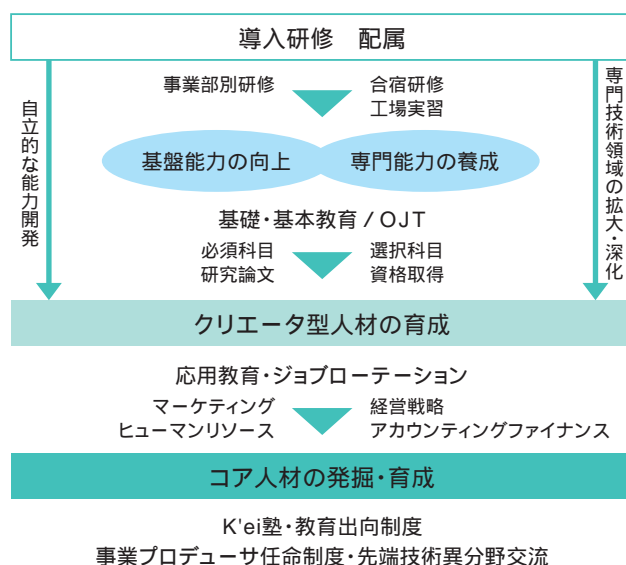 導入研修 配属
事業部別研修
合宿研修
工場実習
自立的な能力開発
専門技術領域の拡大・深化
基盤能力の向上
専門能力の養成
基礎・基本教育/OJT
必須科目
研究論文
選択科目
資格取得
クリエータ型人材の育成
応用教育・ジョブローテーション
マーケティング
ヒューマンリソース
経営戦略
アカウンティングファイナンス
コア人材の発掘・育成
K'ei塾・教育出向制度
事業プロデューサ任命制度・先端技術異分野交流